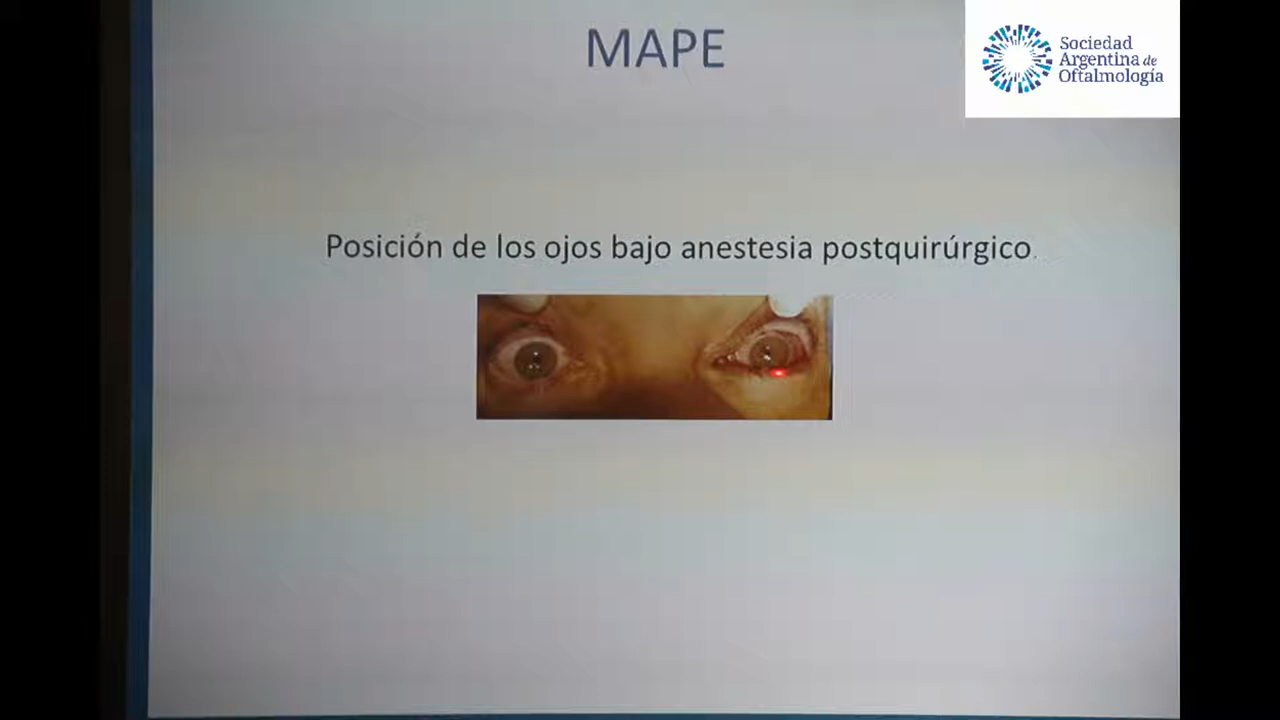 MAPE
Sociedad
Argentina de
Oftalmología
Posición de los ojos bajo anestesia postquirúrgico